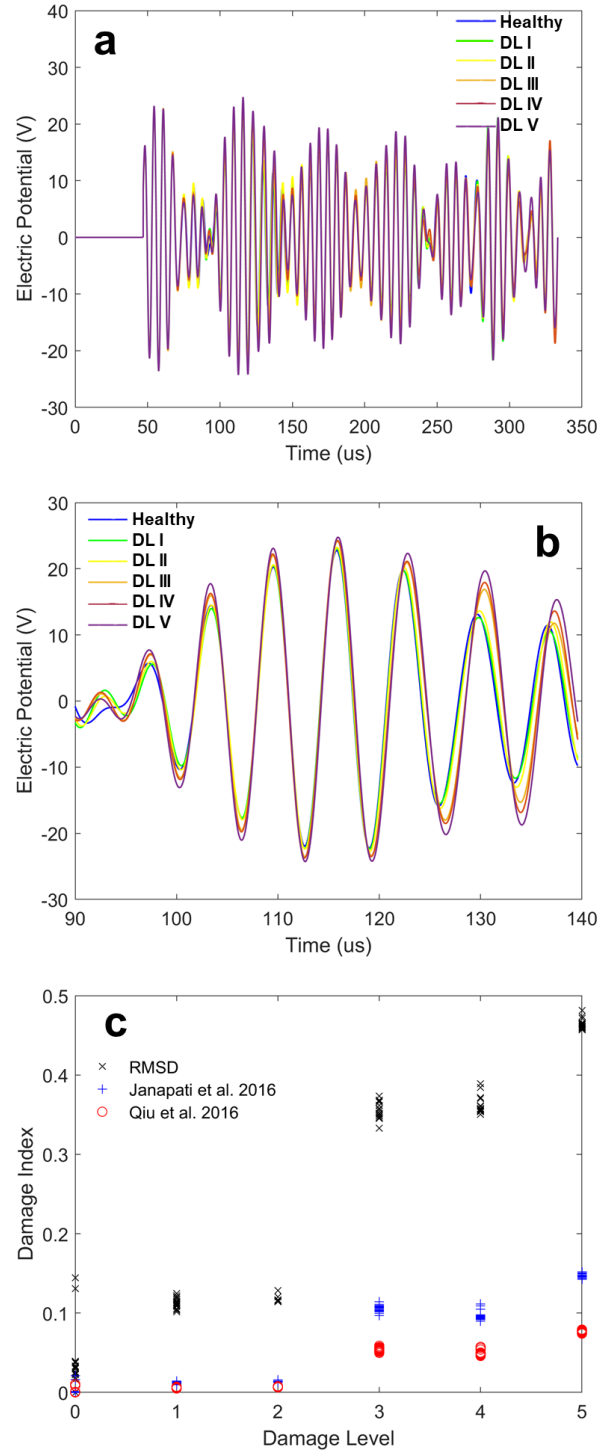 a
Healthy
DL I
DL II
DL III
DL IV
DL V
40
30
20
10
0
-10
-20
-30
Electric Potential (V)
0 50 100 150 200 250 300 350
Time (us)
b
Healthy
DL I
DL II
DL III
DL IV
DL V
30
20
10
0
-10
-20
-30
Electric Potential (V)
90 100 110 120 130 140
Time (us)
c
RMSD
Janapati et al. 2016
Qiu et al. 2016
0.5
0.4
0.3
0.2
0.1
0
Damage Index
0 1 2 3 4 5
Damage Level